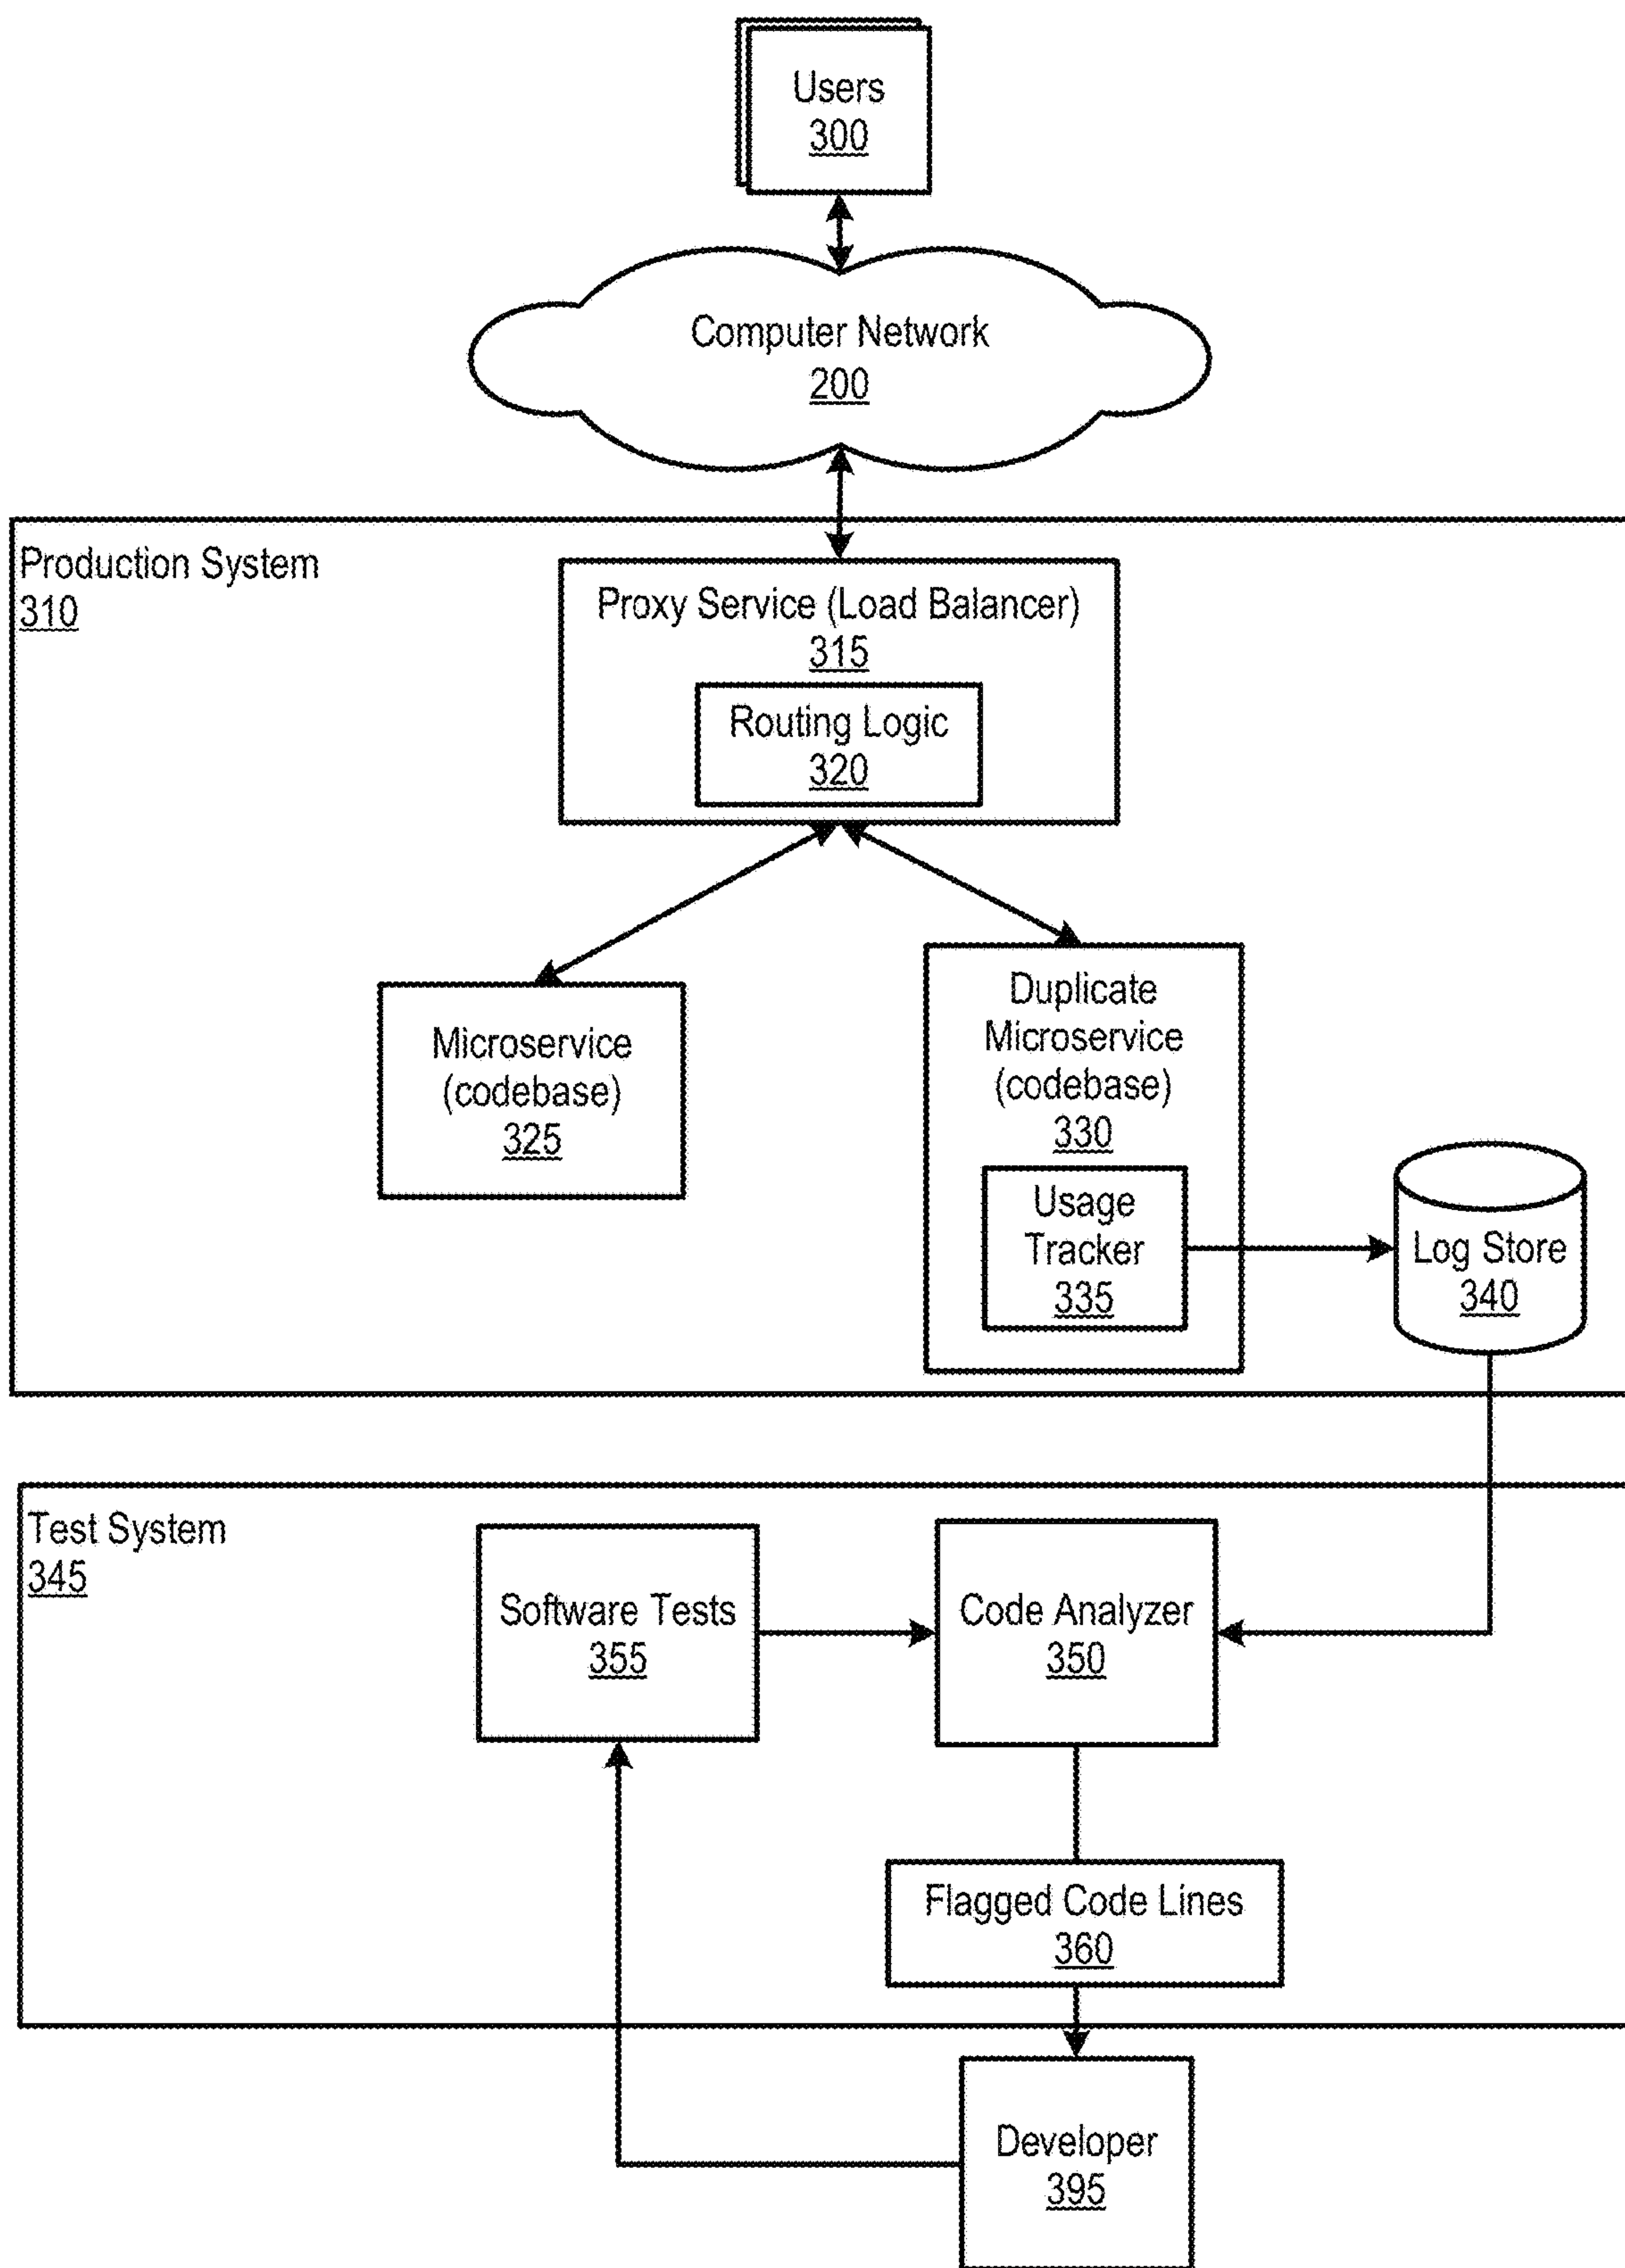 Users
300
Computer Network
200
Production System
310
Proxy Service (Load Balancer)
315
Routing Logic
320
Microservice
(codebase)
325
Duplicate
Microservice
(codebase)
330
Usage
Tracker
335
Log Store
340
Test System
345
Software Tests
355
Code Analyzer
350
Flagged Code Lines
360
Developer
395